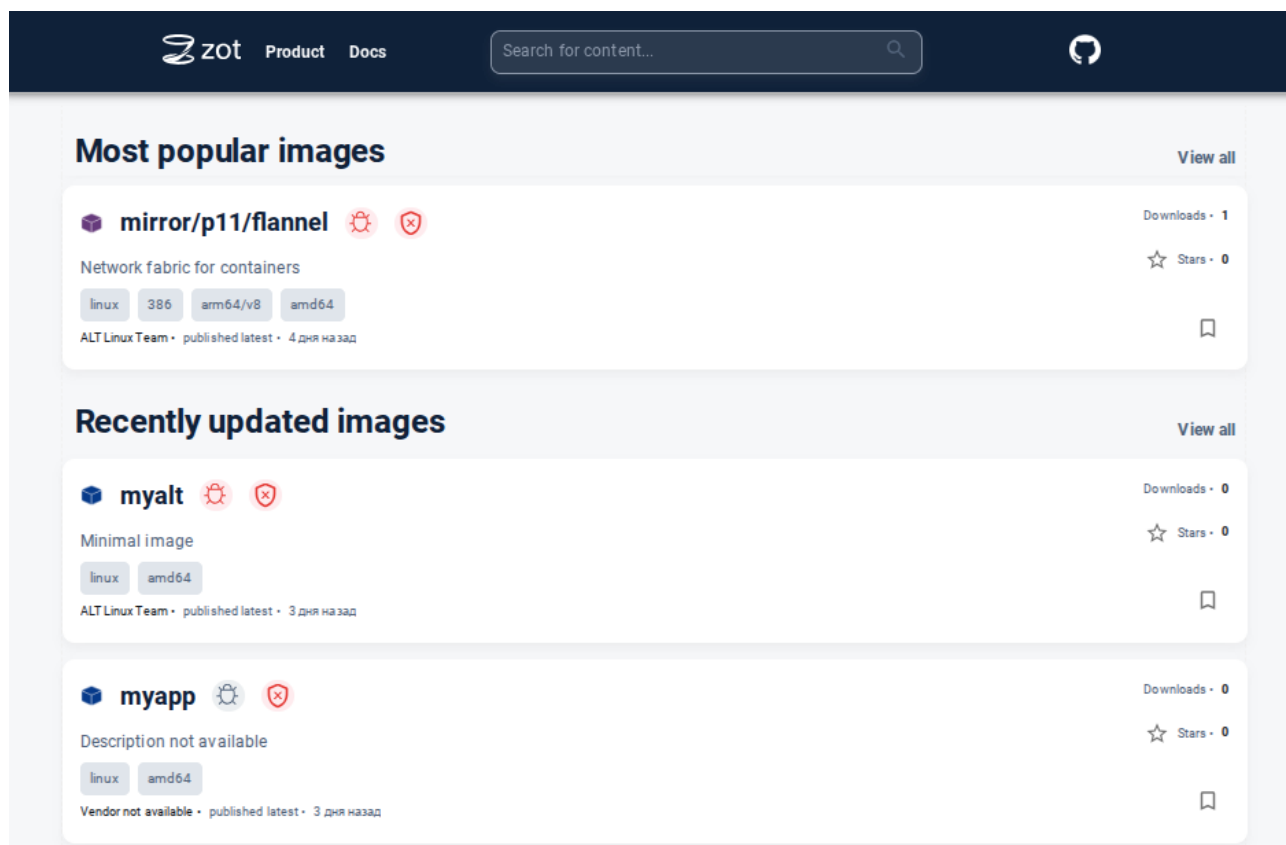 zot Product Docs Search for content...
Most popular images
View all
mirror/p11/flannel
Downloads • 1
Network fabric for containers
Stars • 0
linux 386 arm64/v8 amd64
ALT Linux Team • published latest • 4 дня назад
Recently updated images
View all
myalt
Downloads • 0
Minimal image
Stars • 0
linux amd64
ALT Linux Team • published latest • 3 дня назад
myapp
Downloads • 0
Description not available
Stars • 0
linux amd64
Vendor not available • published latest • 3 дня назад